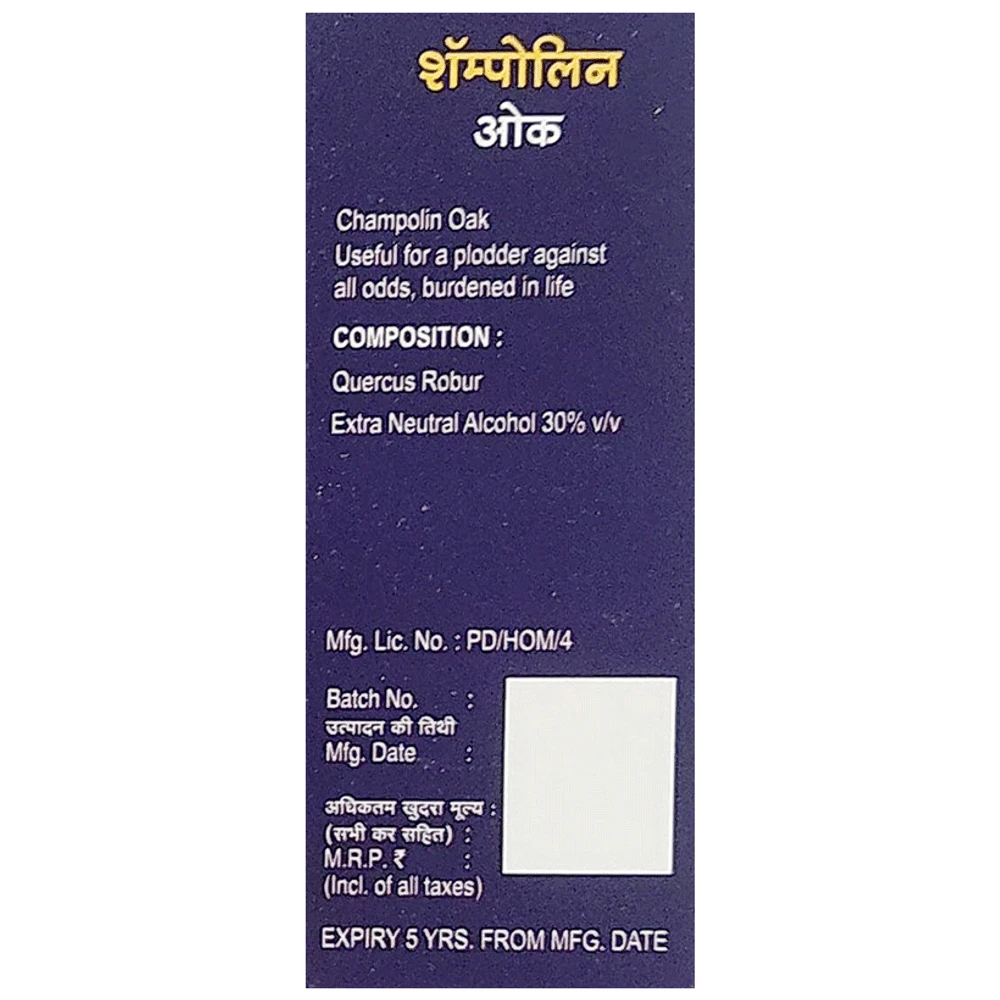 शॅम्पोलिन
ओक
Champolin Oak
Useful for a plodder against
all odds, burdened in life
COMPOSITION :
Quercus Robur
Extra Neutral Alcohol 30% v/v
Mfg. Lic. No. : PD/HOM/4
Batch No. :
उत्पादन की तिथी
Mfg. Date :
अधिकतम खुदरा मूल्य :
(सभी कर सहित) :
M.R.P. ₹ :
(Incl. of all taxes)
EXPIRY 5 YRS. FROM MFG. DATE